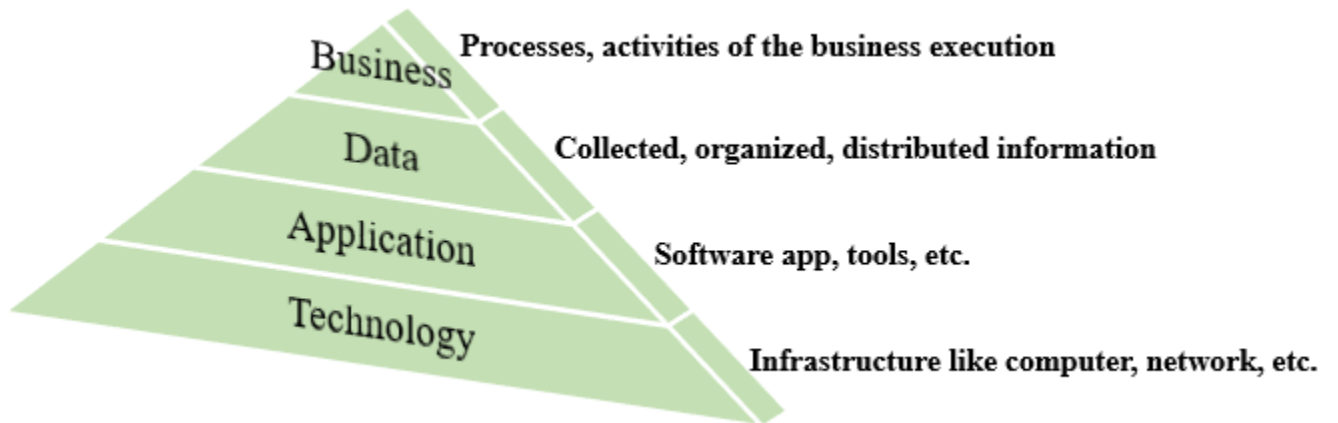 Business
Processes, activities of the business execution
Data
Collected, organized, distributed information
Application
Software app, tools, etc.
Technology
Infrastructure like computer, network, etc.